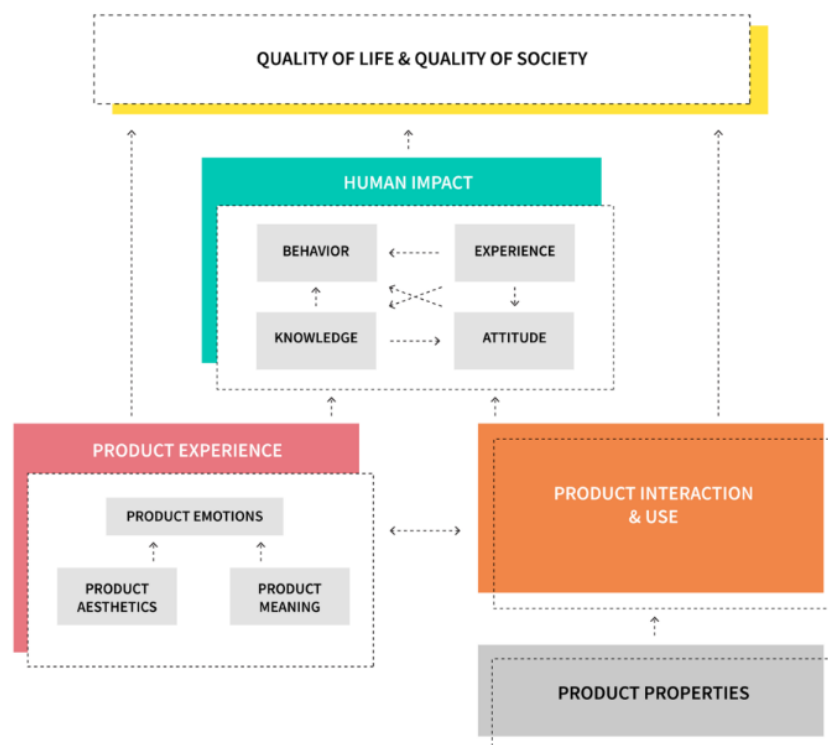 QUALITY OF LIFE & QUALITY OF SOCIETY
HUMAN IMPACT
BEHAVIOR
EXPERIENCE
KNOWLEDGE
ATTITUDE
PRODUCT EXPERIENCE
PRODUCT EMOTIONS
PRODUCT
AESTHETICS
PRODUCT
MEANING
PRODUCT INTERACTION
& USE
PRODUCT PROPERTIES